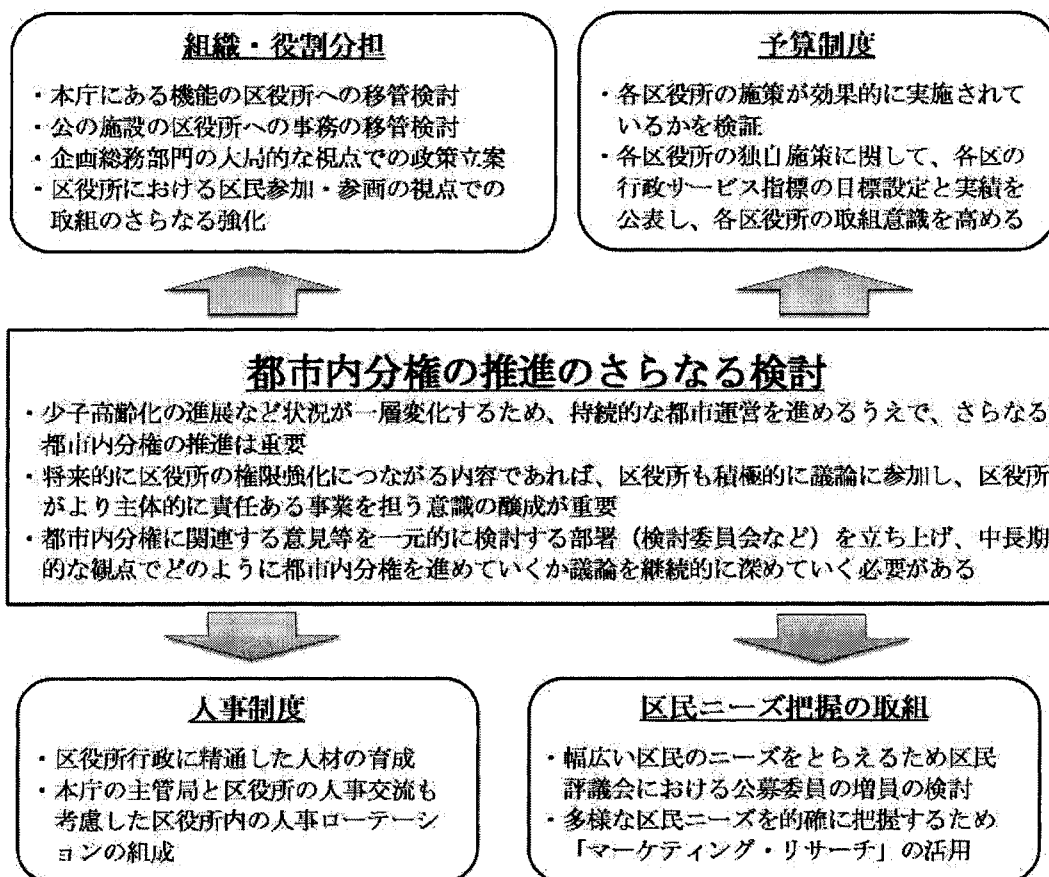 組織・役割分担
・本庁にある機能の区役所への移管検討
・公の施設の区役所への事務の移管検討
・企画総務部門の大局的な視点での政策立案
・区役所における区民参加・参画の視点での
取組のさらなる強化
予算制度
・各区役所の施策が効果的に実施されて
いるかを検証
・各区役所の独自施策に関して、各区の
行政サービス指標の目標設定と実績を
公表し、各区役所の取組意識を高める
都市内分権の推進のさらなる検討
・少子高齢化の進展など状況が一層変化するため、持続的な都市運営を進めるうえで、さらなる
都市内分権の推進は重要
・将来的に区役所の権限強化につながる内容であれば、区役所も積極的に議論に参加し、区役所
がより主体的に責任ある事業を担う意識の醸成が重要
・都市内分権に関連する意見等を一元的に検討する部署（検討委員会など）を立ち上げ、中長期
的な観点でどのように都市内分権を進めていくか議論を継続的に深めていく必要がある
人事制度
・区役所行政に精通した人材の育成
・本庁の主管局と区役所の人事交流も
考慮した区役所内の人事ローテーシ
ョンの組成
区民ニーズ把握の取組
・幅広い区民のニーズをとらえるため区民
評議会における公募委員の増員の検討
・多様な区民ニーズを的確に把握するため
「マーケティング・リサーチ」の活用